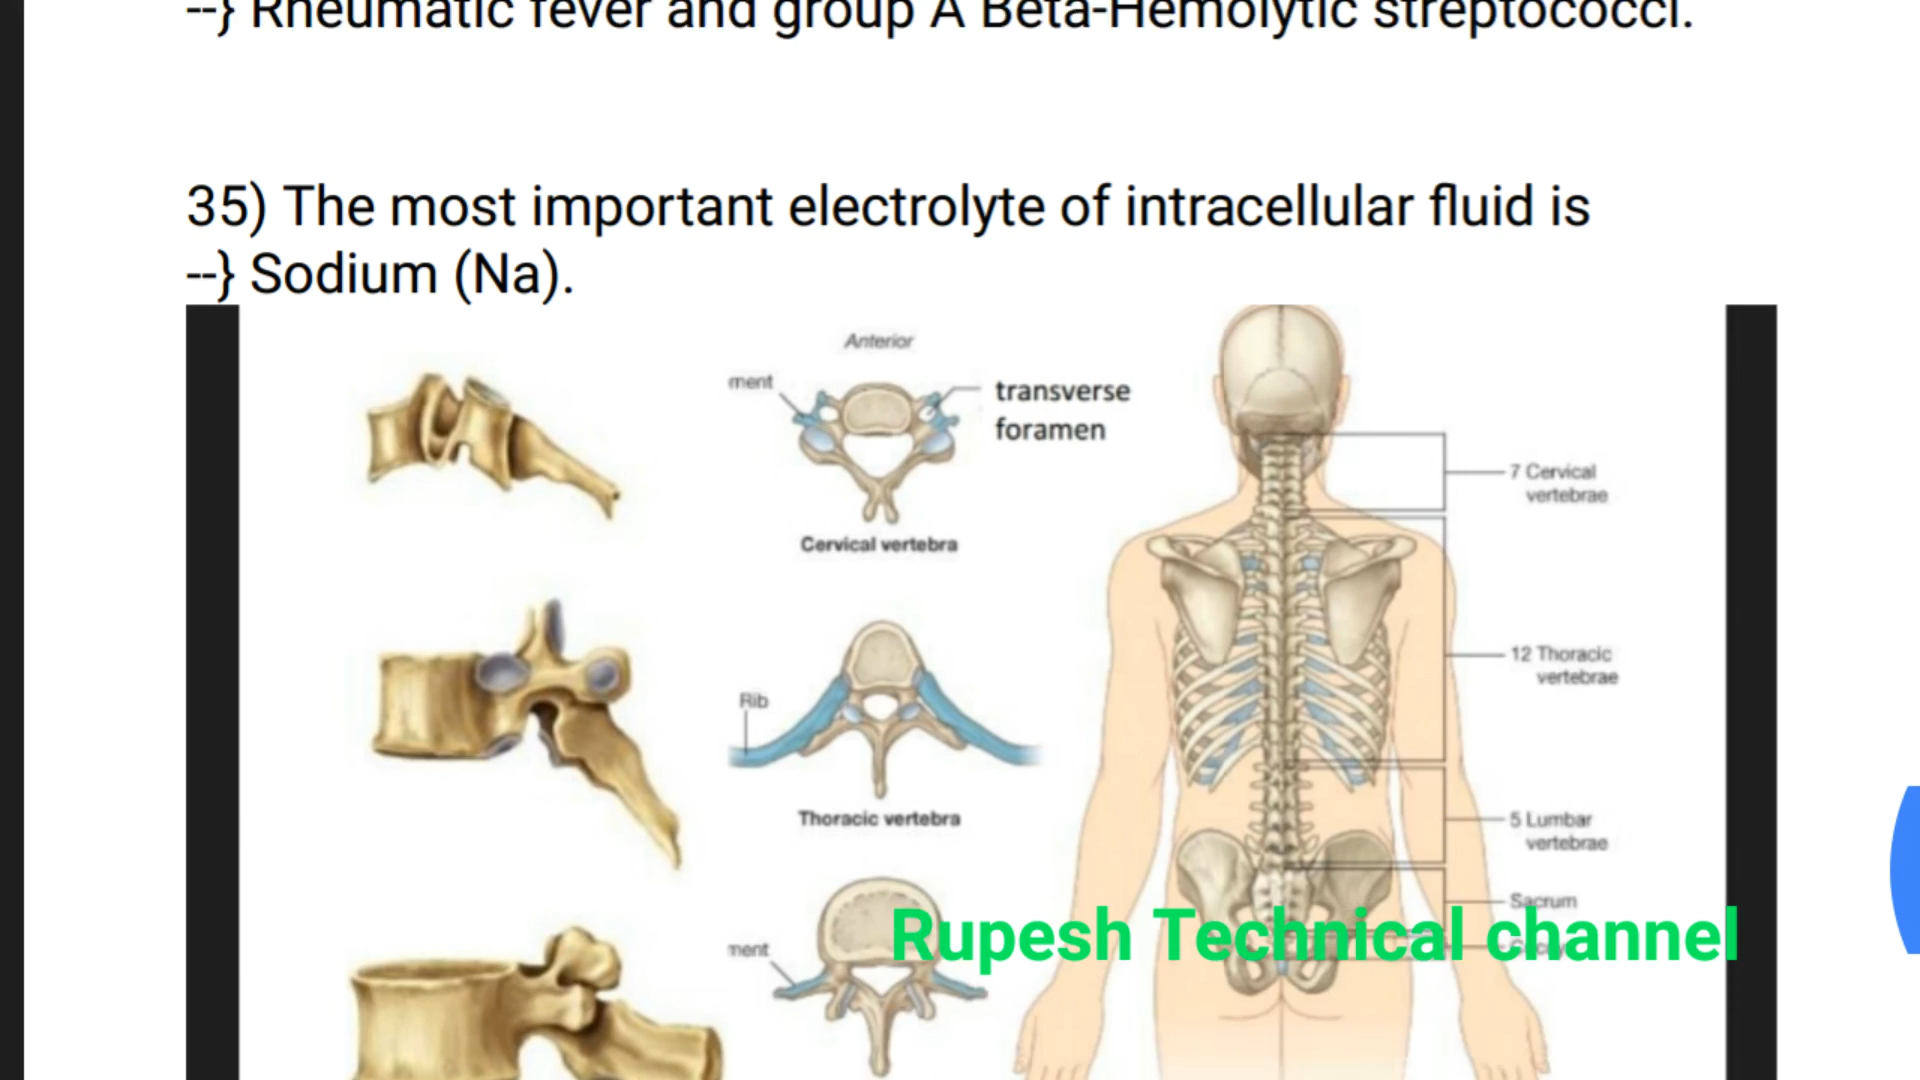 --} Rheumatic fever and group A Beta-Hemolytic streptococci.
35) The most important electrolyte of intracellular fluid is
--} Sodium (Na).
Anterior
ment
transverse
foramen
Cervical vertebra
7 Cervical
vertebrae
Rib
Thoracic vertebra
12 Thoracic
vertebrae
5 Lumbar
vertebrae
Sacrum
ment
Rupesh Technical channel